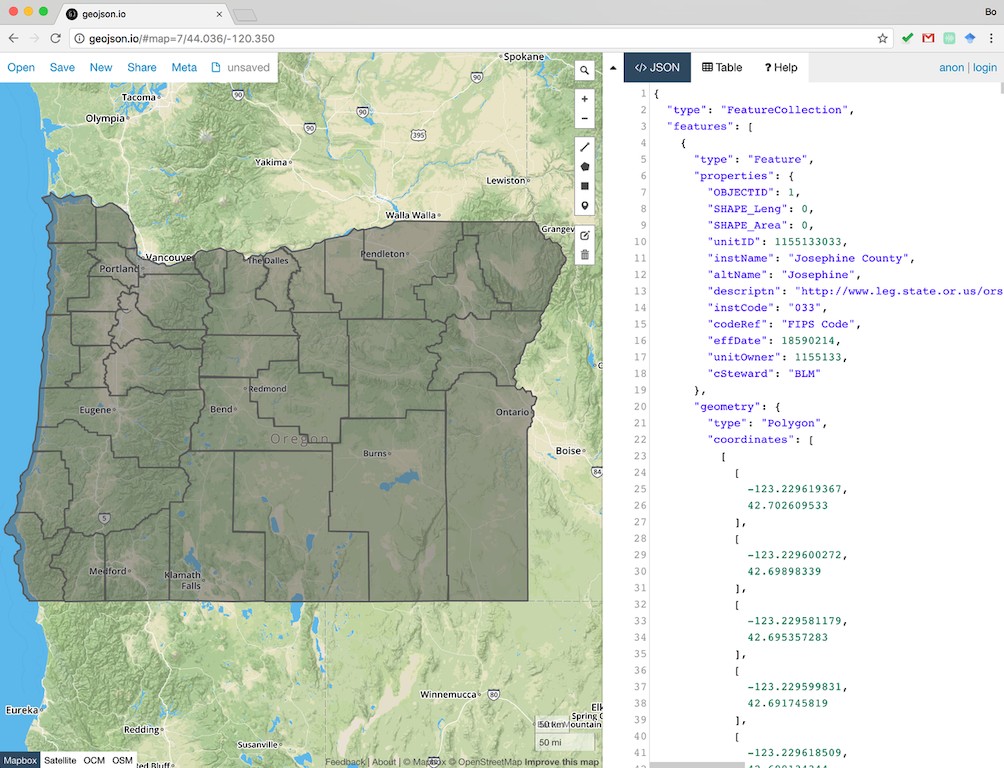 geojson.io
Bo
geojson.io/#map=7/44.036/-120.350
Open Save New Share Meta unsaved
Spokane
90
Tacoma
90
Olympia
90
90
395
Yakima
Lewiston
Walla Walla
Grangev
Vancouver
The Dalles
Pendleton
Portland
Redmond
Eugene
Bend
Ontario
Oregon
Burns
Boise
84
5
Medford
Klamath
Falls
Winnemucca
80
Eureka
Elk
Spring C
50 km
ountain
Redding
50 mi
Susanville
Red Bluff
Mapbox Satellite OCM OSM
Feedback | About | © Mapbox © OpenStreetMap Improve this map
</> JSON Table ? Help
anon | login
1 {
2 "type": "FeatureCollection",
3 "features": [
4 {
5 "type": "Feature",
6 "properties": {
7 "OBJECTID": 1,
8 "SHAPE_Leng": 0,
9 "SHAPE_Area": 0,
10 "unitID": 1155133033,
11 "instName": "Josephine County",
12 "altName": "Josephine",
13 "descriptn": "http://www.leg.state.or.us/ors
14 "instCode": "033",
15 "codeRef": "FIPS Code",
16 "effDate": 18590214,
17 "unitOwner": 1155133,
18 "cSteward": "BLM"
19 },
20 "geometry": {
21 "type": "Polygon",
22 "coordinates": [
23 [
24 [
25 -123.229619367,
26 42.702609533
27 ],
28 [
29 -123.229600272,
30 42.69898339
31 ],
32 [
33 -123.229581179,
34 42.695357283
35 ],
36 [
37 -123.229599831,
38 42.691745819
39 ],
40 [
41 -123.229618509,